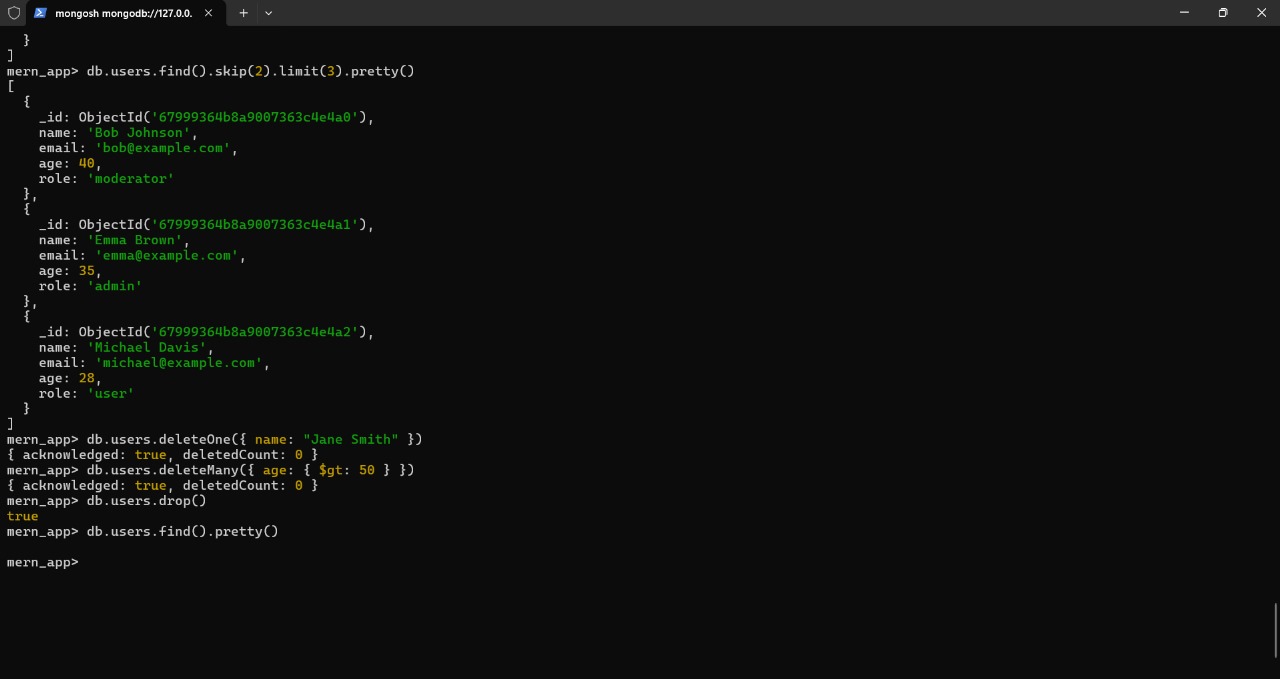 mongosh mongodb://127.0.0.
  }
]
mern_app> db.users.find().skip(2).limit(3).pretty()
[
  {
    _id: ObjectId('67999364b8a9007363c4e4a0'),
    name: 'Bob Johnson',
    email: 'bob@example.com',
    age: 40,
    role: 'moderator'
  },
  {
    _id: ObjectId('67999364b8a9007363c4e4a1'),
    name: 'Emma Brown',
    email: 'emma@example.com',
    age: 35,
    role: 'admin'
  },
  {
    _id: ObjectId('67999364b8a9007363c4e4a2'),
    name: 'Michael Davis',
    email: 'michael@example.com',
    age: 28,
    role: 'user'
  }
]
mern_app> db.users.deleteOne({ name: "Jane Smith" })
{ acknowledged: true, deletedCount: 0 }
mern_app> db.users.deleteMany({ age: { $gt: 50 } })
{ acknowledged: true, deletedCount: 0 }
mern_app> db.users.drop()
true
mern_app> db.users.find().pretty()
mern_app>